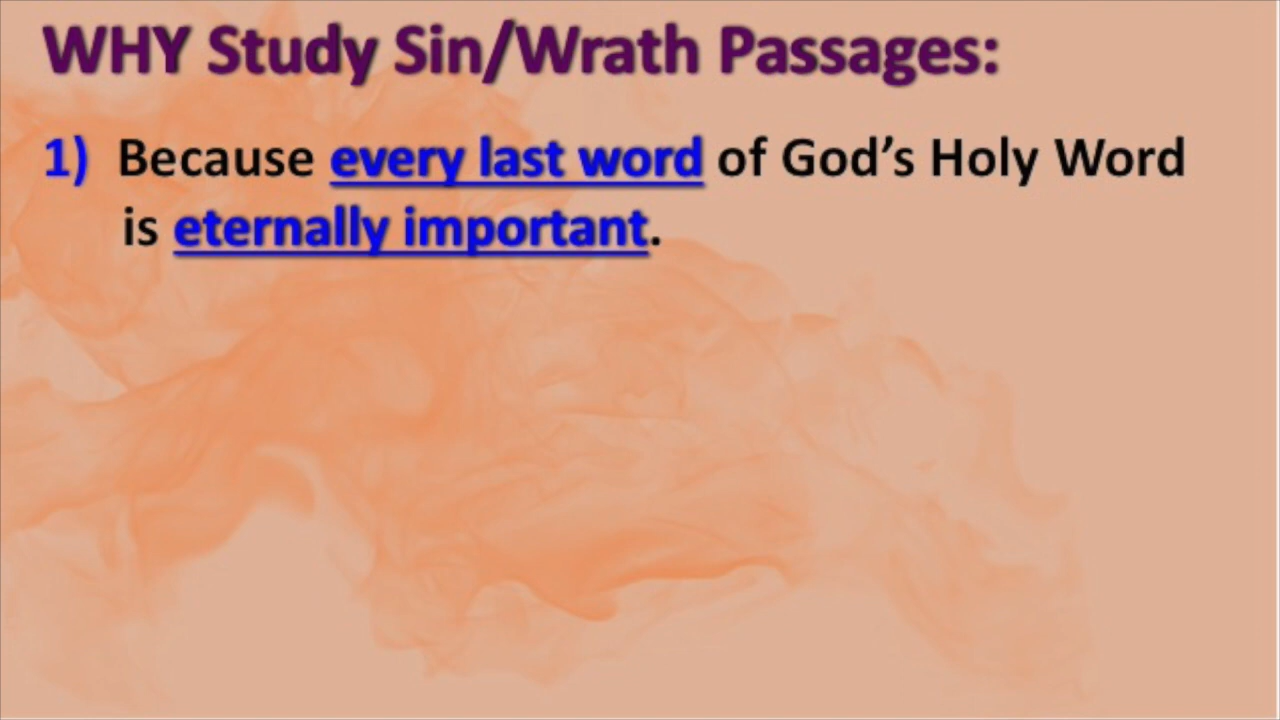 WHY Study Sin/Wrath Passages:
1) Because every last word of God’s Holy Word
is eternally important.